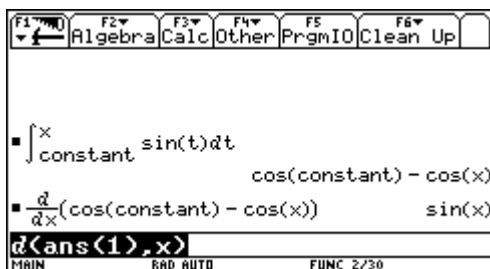 F1 F2 F3 F4 F5 F6
Algebra Calc Other PrgmIO Clean Up
∫ x constant sin(t)dt
cos(constant) - cos(x)
d/dx(cos(constant) - cos(x)) sin(x)
d(ans(1),x)
MAIN RAD AUTO FUNC 2/30